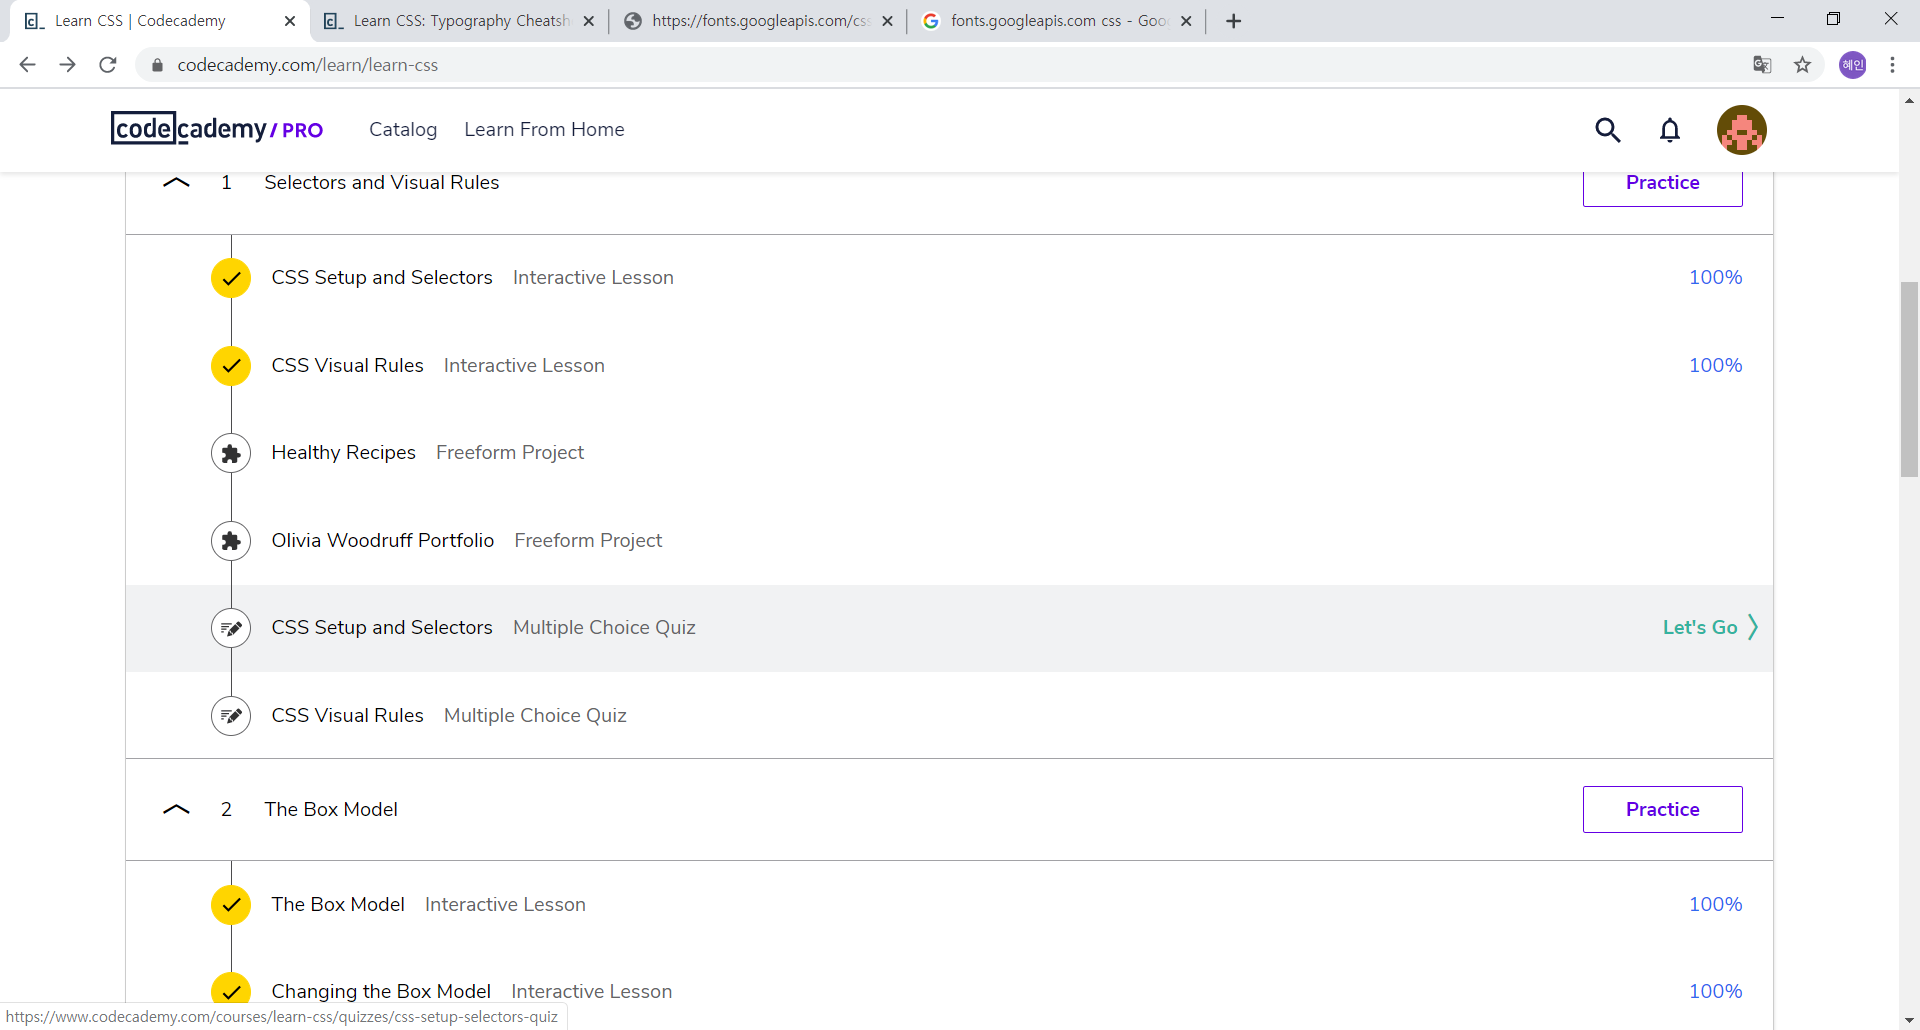 Learn CSS | Codecademy
Learn CSS: Typography Cheatsh
https://fonts.googleapis.com/css
fonts.googleapis.com css - Goo
codecademy.com/learn/learn-css
혜인
codecademy / PRO
Catalog
Learn From Home
1 Selectors and Visual Rules
Practice
CSS Setup and Selectors Interactive Lesson
100%
CSS Visual Rules Interactive Lesson
100%
Healthy Recipes Freeform Project
Olivia Woodruff Portfolio Freeform Project
CSS Setup and Selectors Multiple Choice Quiz
Let's Go
CSS Visual Rules Multiple Choice Quiz
2 The Box Model
Practice
The Box Model Interactive Lesson
100%
Changing the Box Model Interactive Lesson
100%
https://www.codecademy.com/courses/learn-css/quizzes/css-setup-selectors-quiz